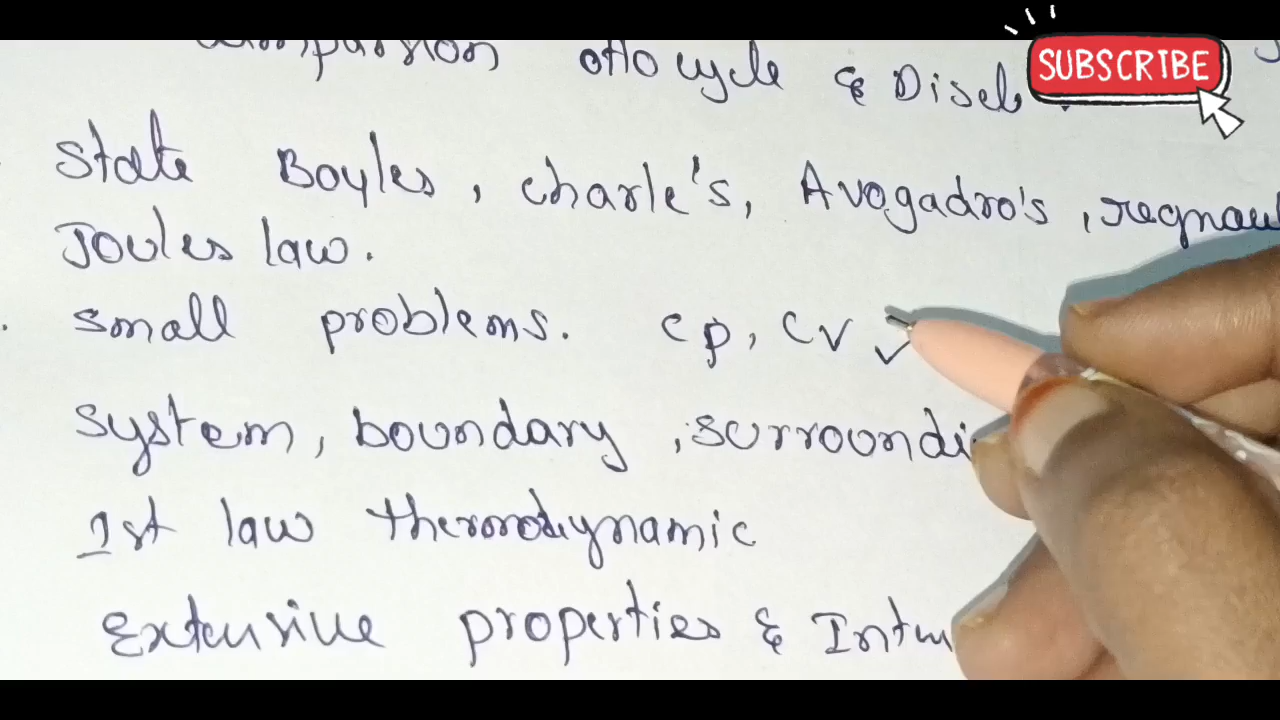 otto cycle & Disel SUBSCRIBE
State Boyles, charle's, Avogadro's, regnau
Joules law.
small problems. cp, cv ✓
system, boundary, surroundi
1st law thermodynamic
Extensive properties & Inten